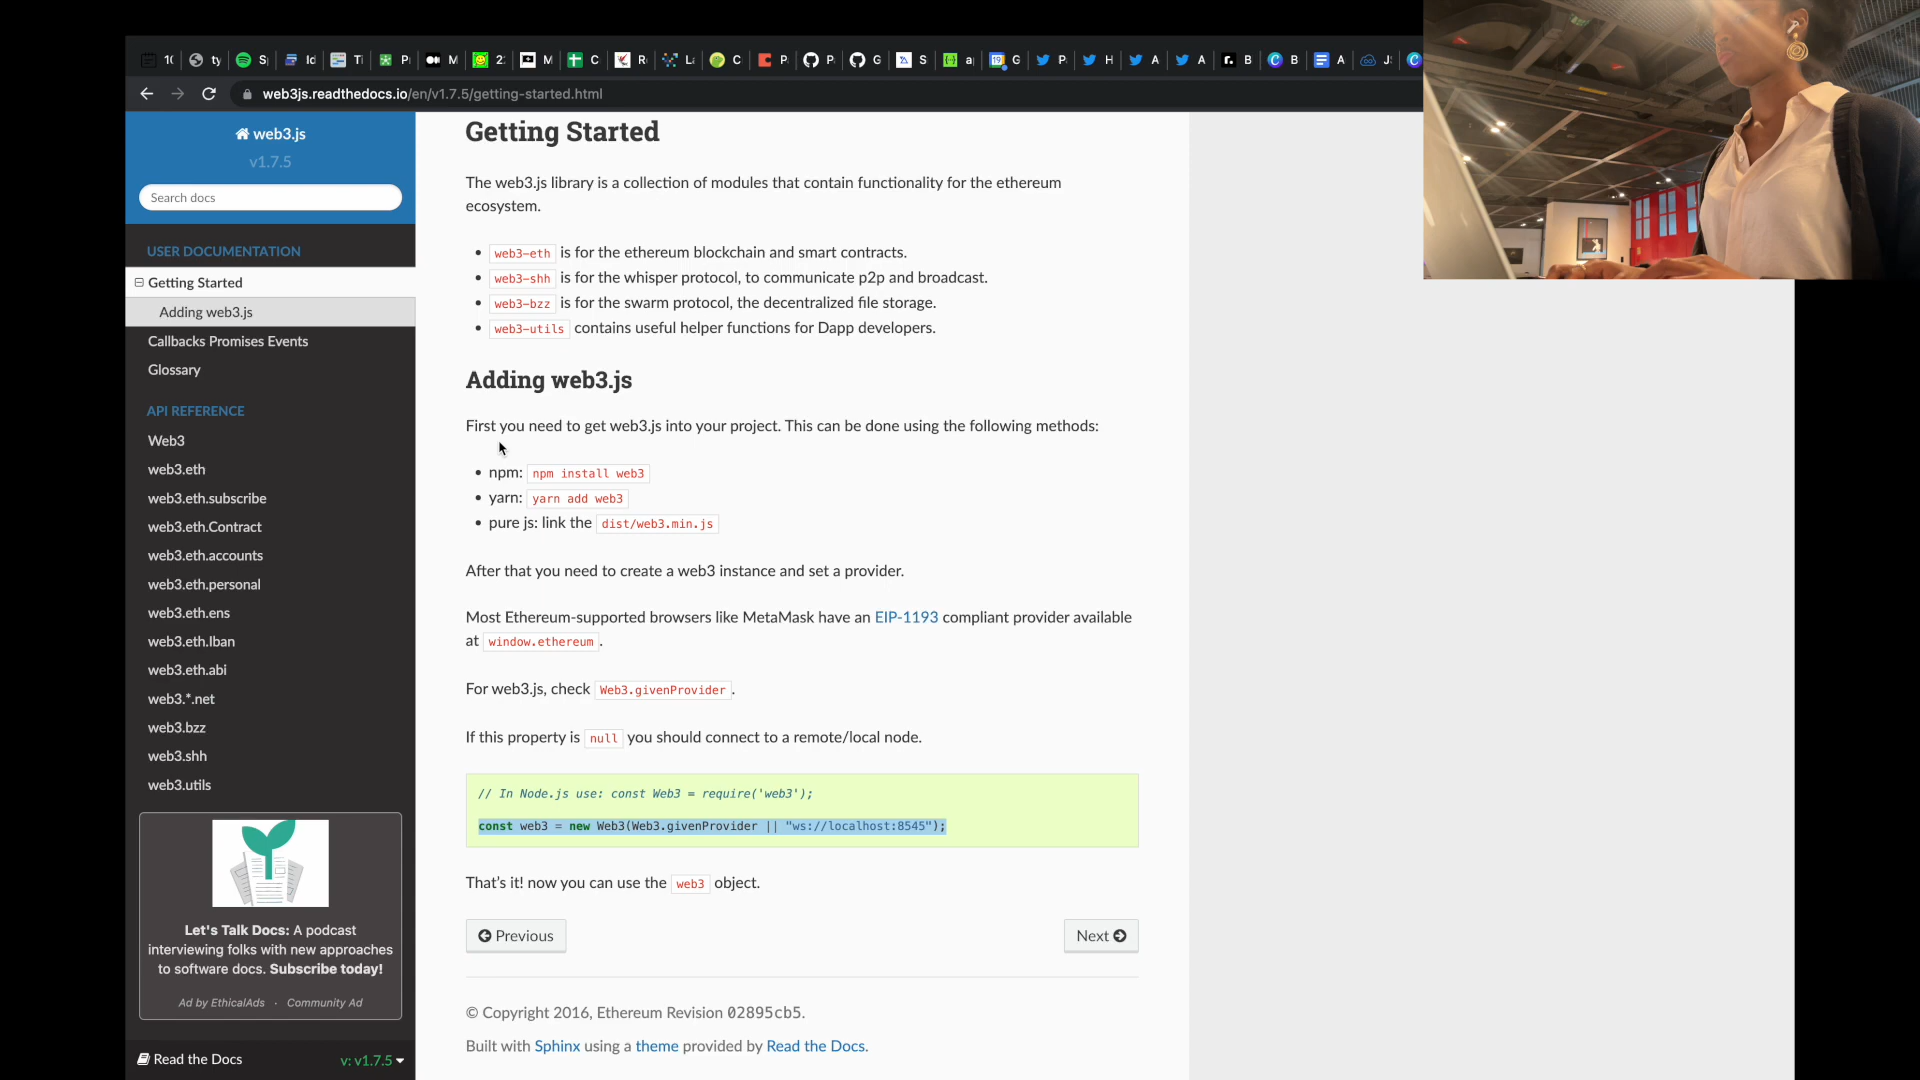 10
ty
S
Id
T
P
M
2
M
C
R
La
C
P
P
G
S
a
G
P
H
A
A
B
B
A
JS
web3js.readthedocs.io/en/v1.7.5/getting-started.html
web3.js
v1.7.5
Search docs
USER DOCUMENTATION
Getting Started
Adding web3.js
Callbacks Promises Events
Glossary
API REFERENCE
Web3
web3.eth
web3.eth.subscribe
web3.eth.Contract
web3.eth.accounts
web3.eth.personal
web3.eth.ens
web3.eth.Iban
web3.eth.abi
web3.*.net
web3.bzz
web3.shh
web3.utils
Let's Talk Docs: A podcast
interviewing folks with new approaches
to software docs. Subscribe today!
Ad by EthicalAds · Community Ad
Read the Docs
v: v1.7.5
Getting Started
The web3.js library is a collection of modules that contain functionality for the ethereum
ecosystem.
• web3-eth is for the ethereum blockchain and smart contracts.
• web3-shh is for the whisper protocol, to communicate p2p and broadcast.
• web3-bzz is for the swarm protocol, the decentralized file storage.
• web3-utils contains useful helper functions for Dapp developers.
Adding web3.js
First you need to get web3.js into your project. This can be done using the following methods:
• npm: npm install web3
• yarn: yarn add web3
• pure js: link the dist/web3.min.js
After that you need to create a web3 instance and set a provider.
Most Ethereum-supported browsers like MetaMask have an EIP-1193 compliant provider available
at window.ethereum.
For web3.js, check Web3.givenProvider.
If this property is null you should connect to a remote/local node.
// In Node.js use: const Web3 = require('web3');
const web3 = new Web3(Web3.givenProvider || "ws://localhost:8545");
That's it! now you can use the web3 object.
Previous
Next
© Copyright 2016, Ethereum Revision 02895cb5.
Built with Sphinx using a theme provided by Read the Docs.